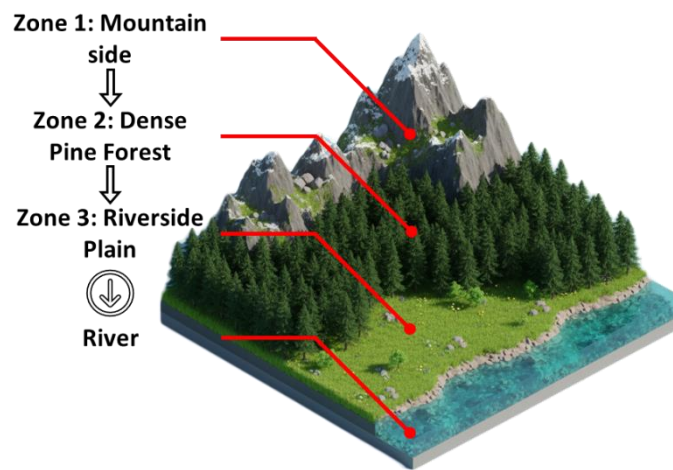 Zone 1: Mountain
side
Zone 2: Dense
Pine Forest
Zone 3: Riverside
Plain
River